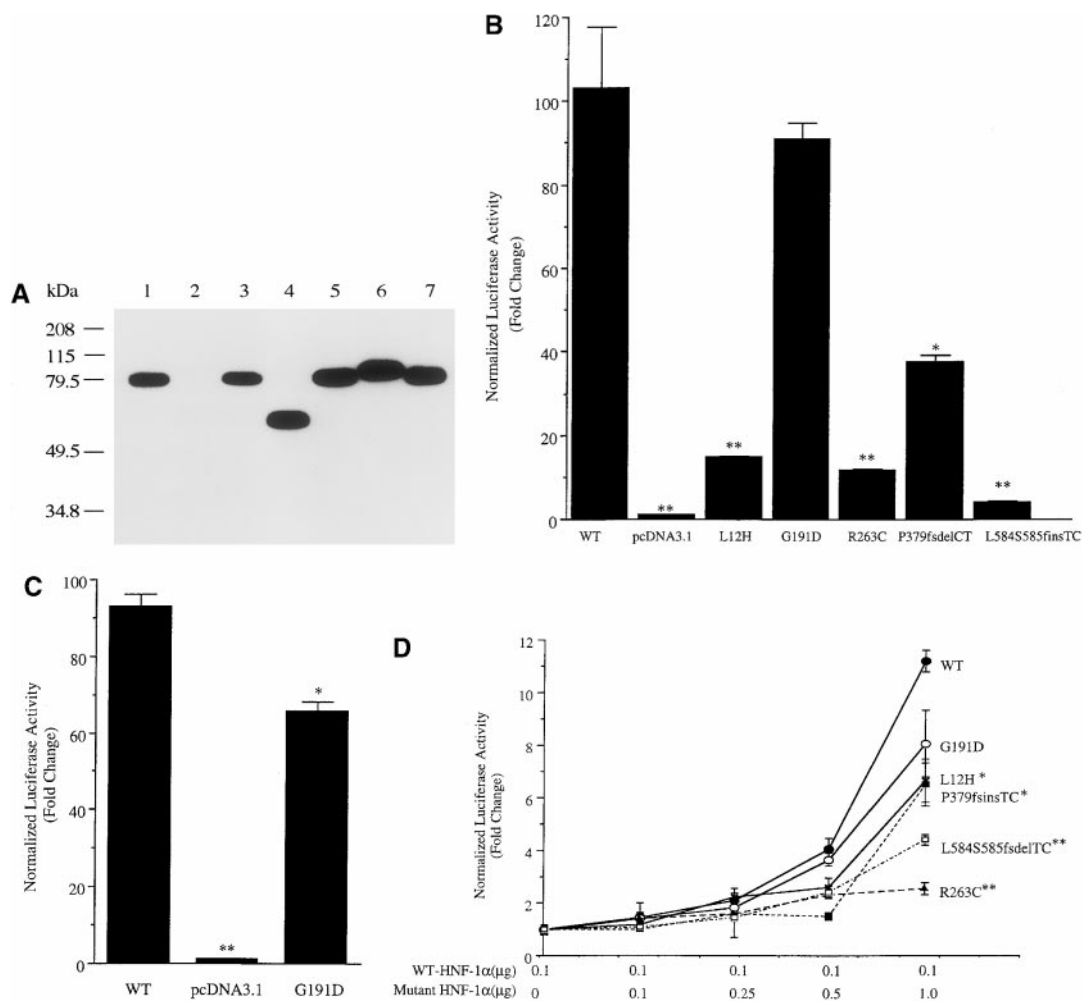 B
120
100
80
60
40
20
0
Normalized Luciferase Activity
(Fold Change)
**
**
**
*
**
WT pcDNA3.1 L12H G191D R263C P379fsdelCT L584S585finsTC
A
kDa 1 2 3 4 5 6 7
208
115
79.5
49.5
34.8
C
100
80
60
40
20
0
Normalized Luciferase Activity
(Fold Change)
**
*
WT pcDNA3.1 G191D
D
12
10
8
6
4
2
0
Normalized Luciferase Activity
(Fold Change)
WT
G191D
L12H *
P379fsinsTC *
L584S585fsdelTC**
R263C**
WT-HNF-1α(μg) 0.1 0.1 0.1 0.1 0.1
Mutant HNF-1α(μg) 0 0.1 0.25 0.5 1.0